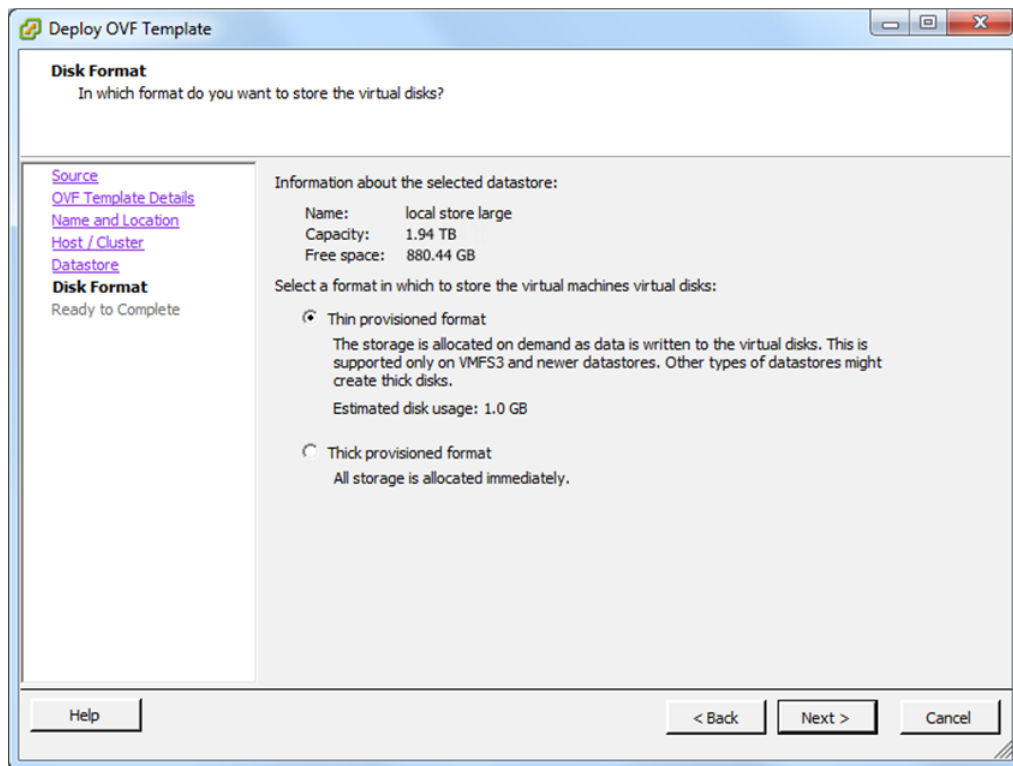 Deploy OVF Template
Disk Format
In which format do you want to store the virtual disks?
Source
OVF Template Details
Name and Location
Host / Cluster
Datastore
Disk Format
Ready to Complete
Information about the selected datastore:
Name: local store large
Capacity: 1.94 TB
Free space: 880.44 GB
Select a format in which to store the virtual machines virtual disks:
Thin provisioned format
The storage is allocated on demand as data is written to the virtual disks. This is
supported only on VMFS3 and newer datastores. Other types of datastores might
create thick disks.
Estimated disk usage: 1.0 GB
Thick provisioned format
All storage is allocated immediately.
Help
< Back
Next >
Cancel